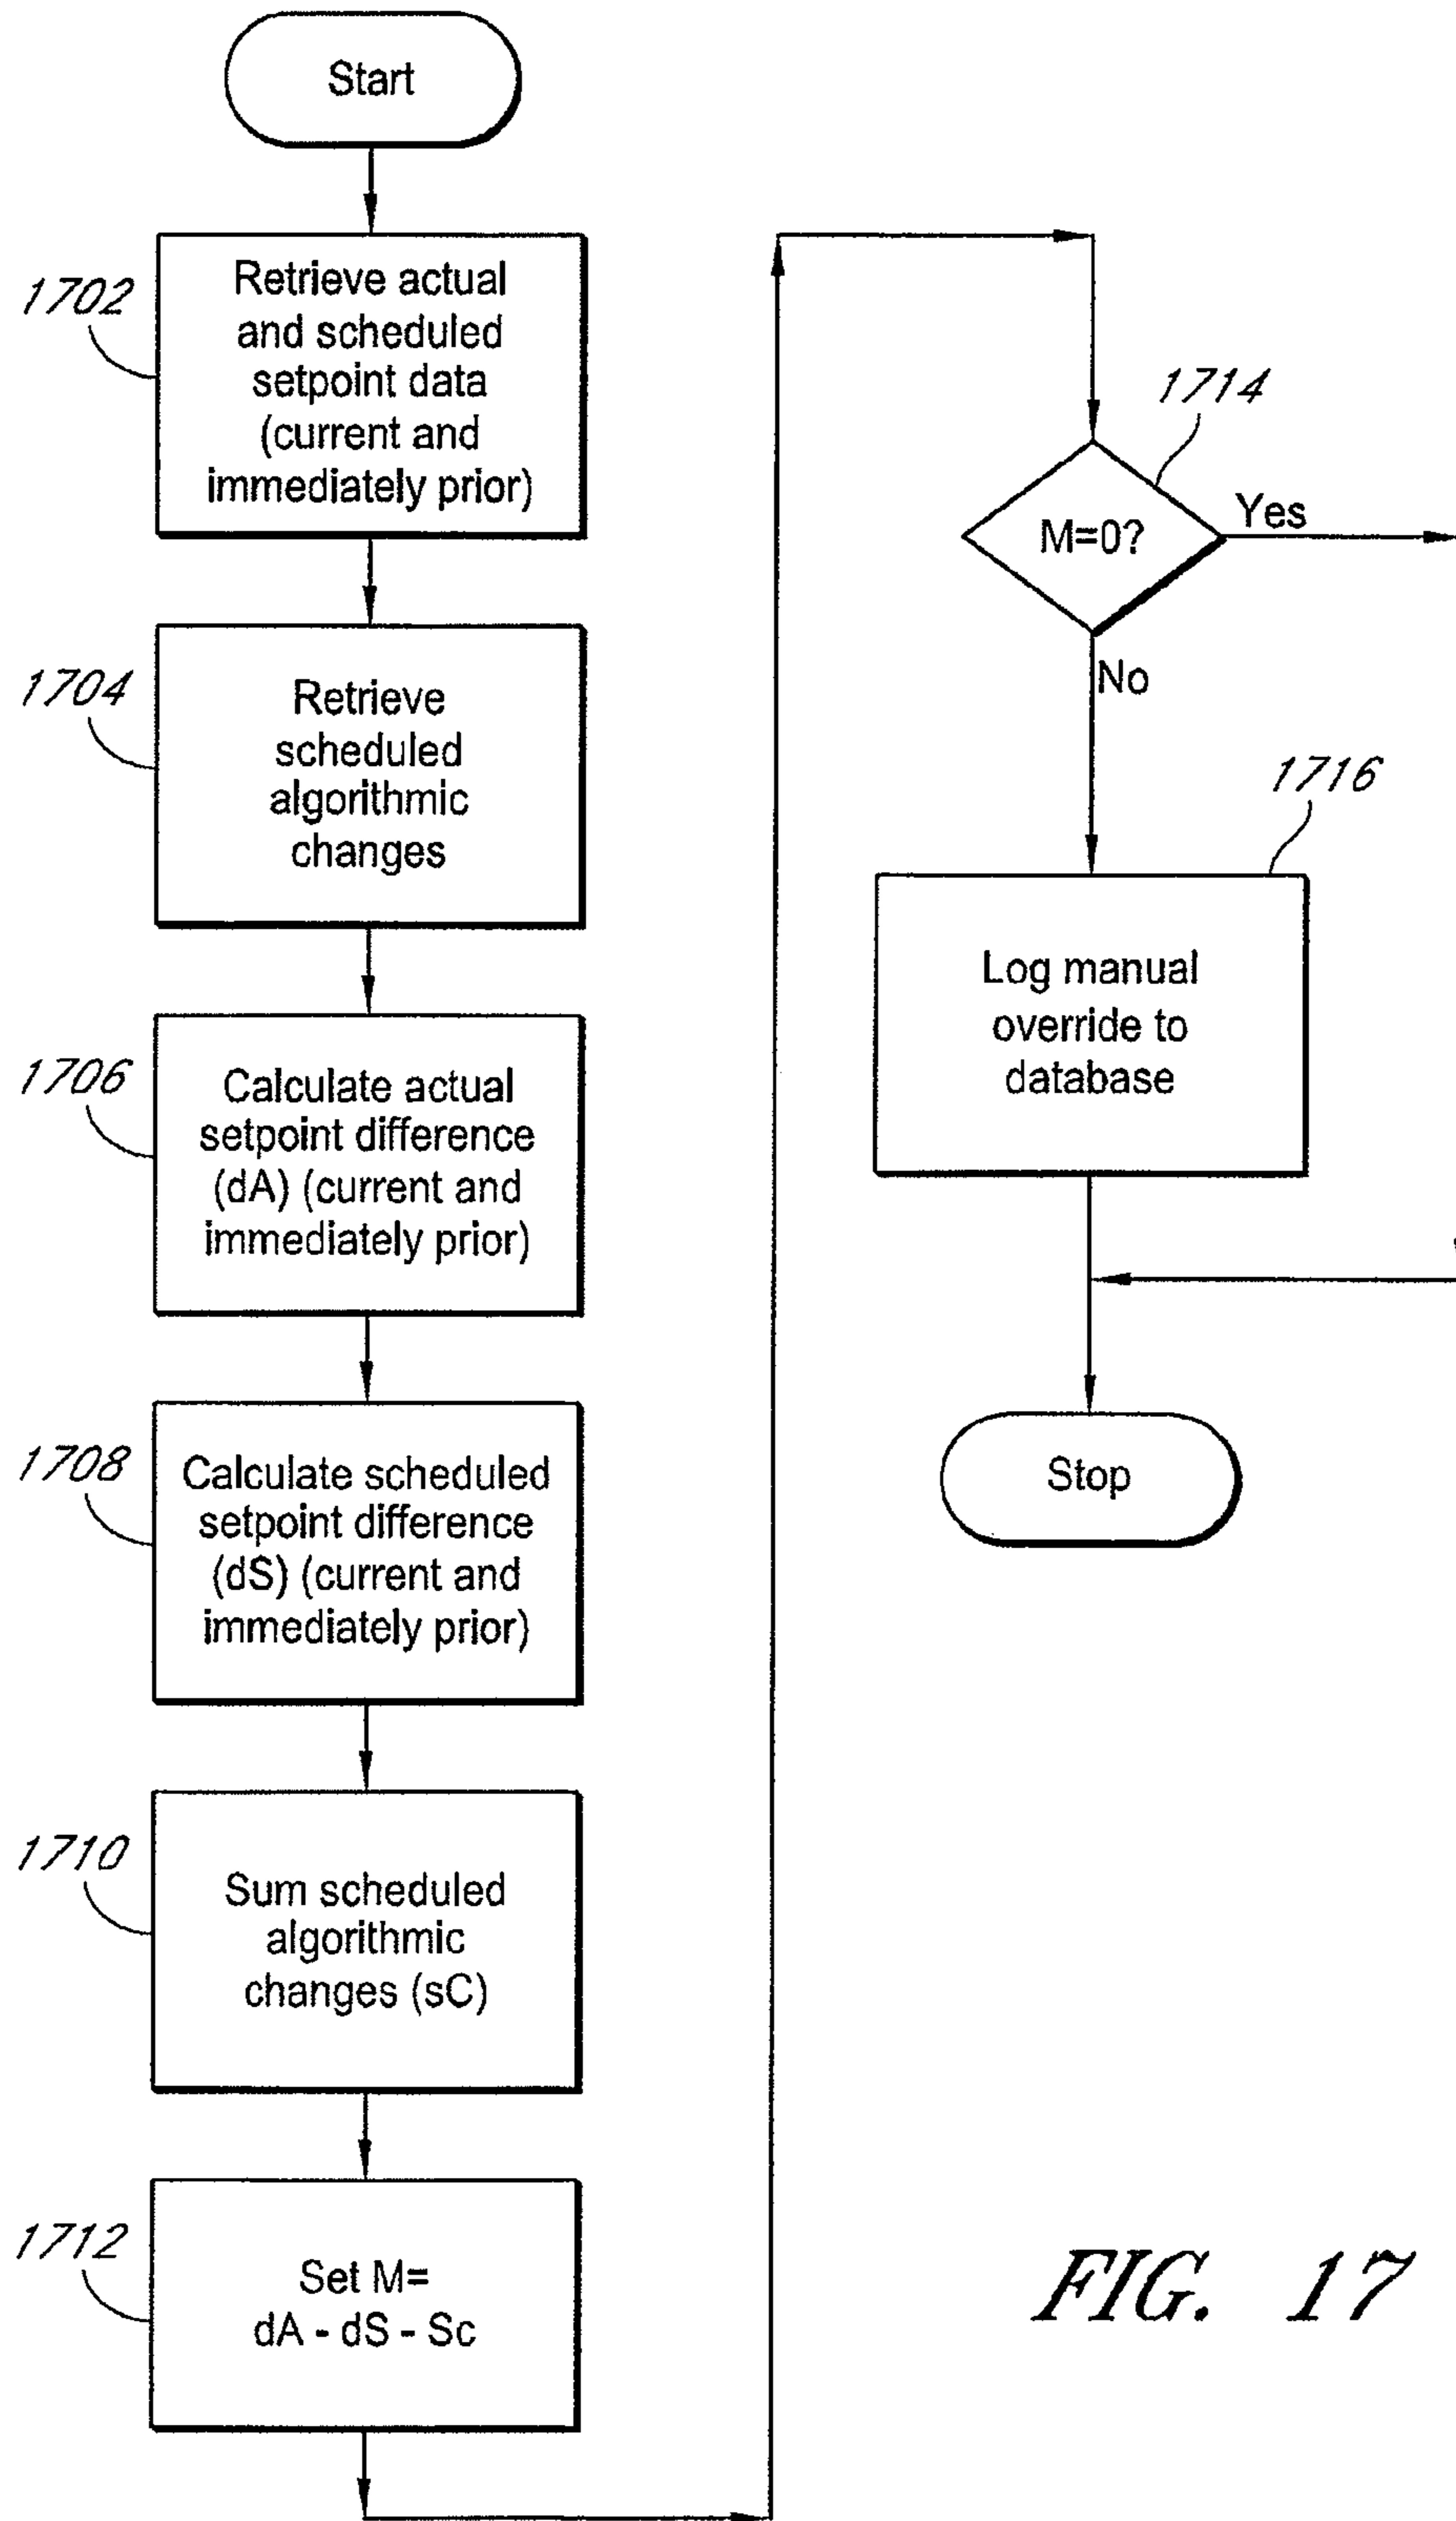 Start
1702
Retrieve actual
and scheduled
setpoint data
(current and
immediately prior)
1704
Retrieve
scheduled
algorithmic
changes
1706
Calculate actual
setpoint difference
(dA) (current and
immediately prior)
1708
Calculate scheduled
setpoint difference
(dS) (current and
immediately prior)
1710
Sum scheduled
algorithmic
changes (sC)
1712
Set M=
dA - dS - Sc
1714
M=0?
Yes
No
1716
Log manual
override to
database
Stop
FIG. 17